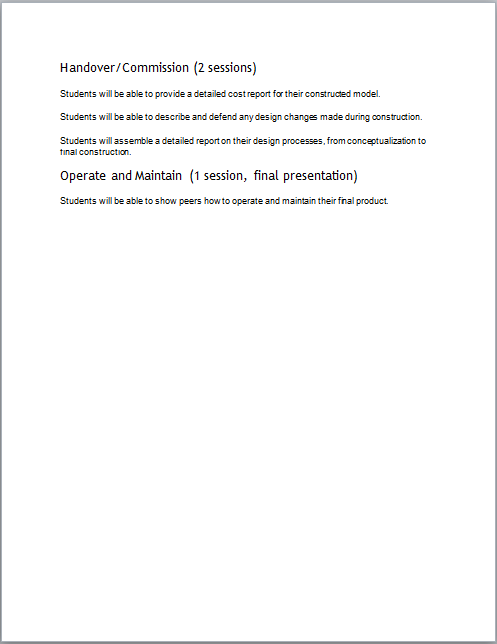 Handover/Commission (2 sessions)
Students will be able to provide a detailed cost report for their constructed model.
Students will be able to describe and defend any design changes made during construction.
Students will assemble a detailed report on their design processes, from conceptualization to
final construction.
Operate and Maintain (1 session, final presentation)
Students will be able to show peers how to operate and maintain their final product.